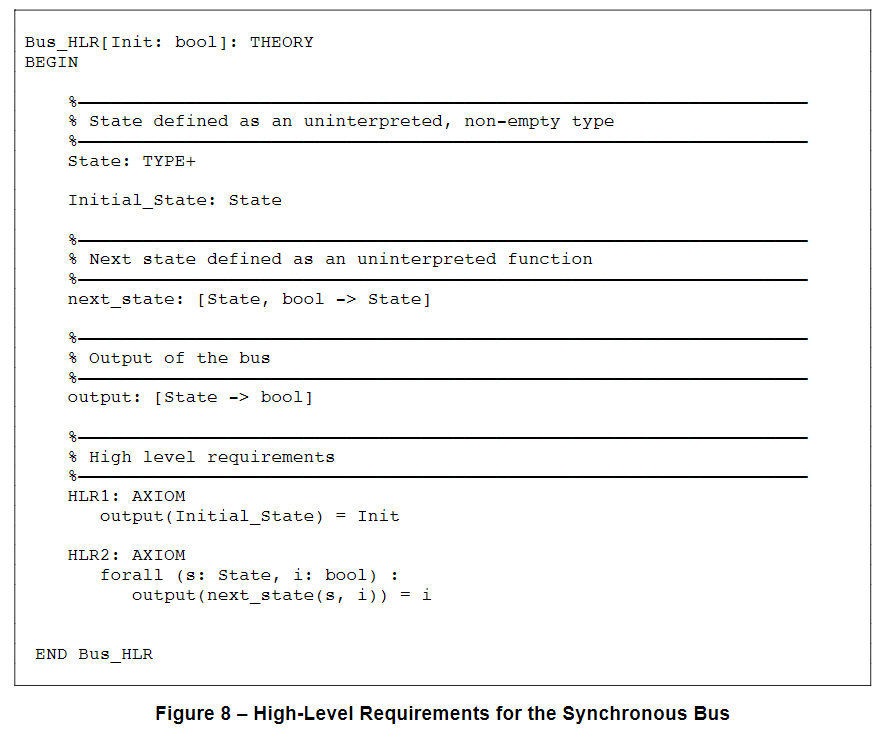 Bus_HLR[Init: bool]: THEORY
BEGIN
%
% State defined as an uninterpreted, non-empty type
%
State: TYPE+
Initial_State: State
%
% Next state defined as an uninterpreted function
%
next_state: [State, bool -> State]
%
% Output of the bus
%
output: [State -> bool]
%
% High level requirements
%
HLR1: AXIOM
output(Initial_State) = Init
HLR2: AXIOM
forall (s: State, i: bool) :
output(next_state(s, i)) = i
END Bus_HLR
Figure 8 – High-Level Requirements for the Synchronous Bus